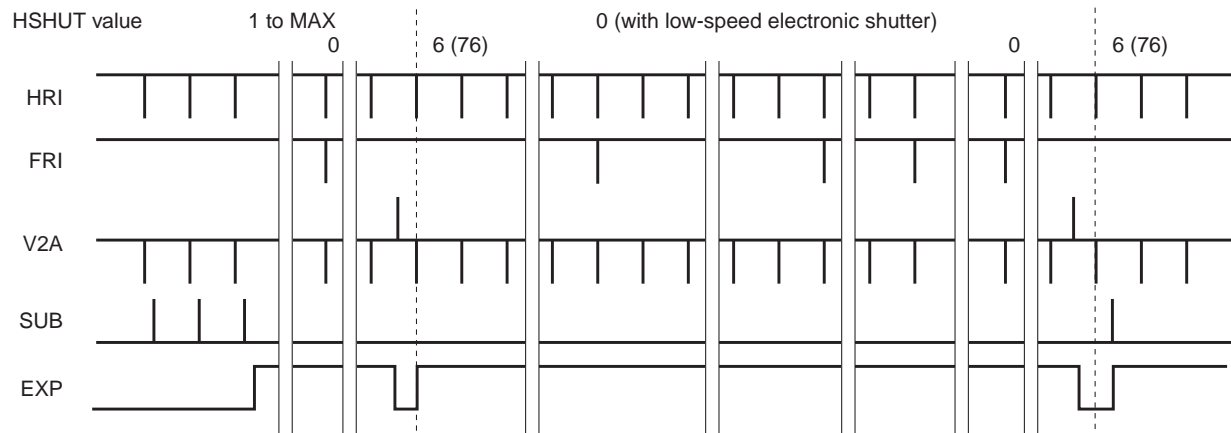 HSHUT value 1 to MAX 0 (with low-speed electronic shutter)
0 6 (76) 0 6 (76)
HRI
FRI
V2A
SUB
EXP